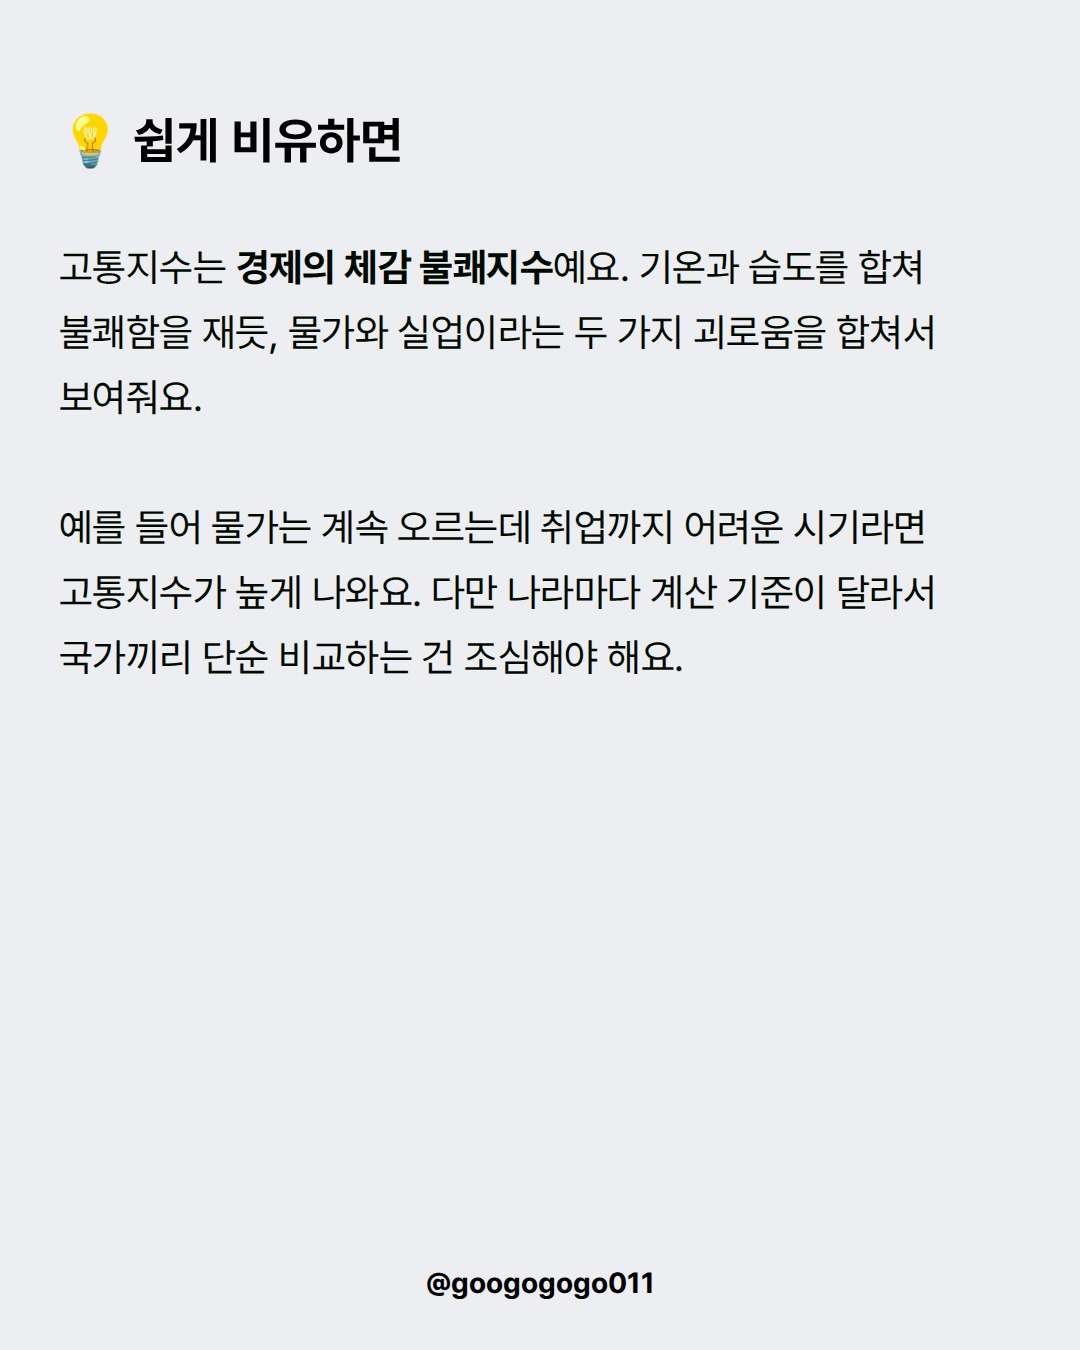 💡 쉽게 비유하면
고통지수는 경제의 체감 불쾌지수예요. 기온과 습도를 합쳐
불쾌함을 재듯, 물가와 실업이라는 두 가지 괴로움을 합쳐서
보여줘요.
예를 들어 물가는 계속 오르는데 취업까지 어려운 시기라면
고통지수가 높게 나와요. 다만 나라마다 계산 기준이 달라서
국가끼리 단순 비교하는 건 조심해야 해요.
@googogogo011